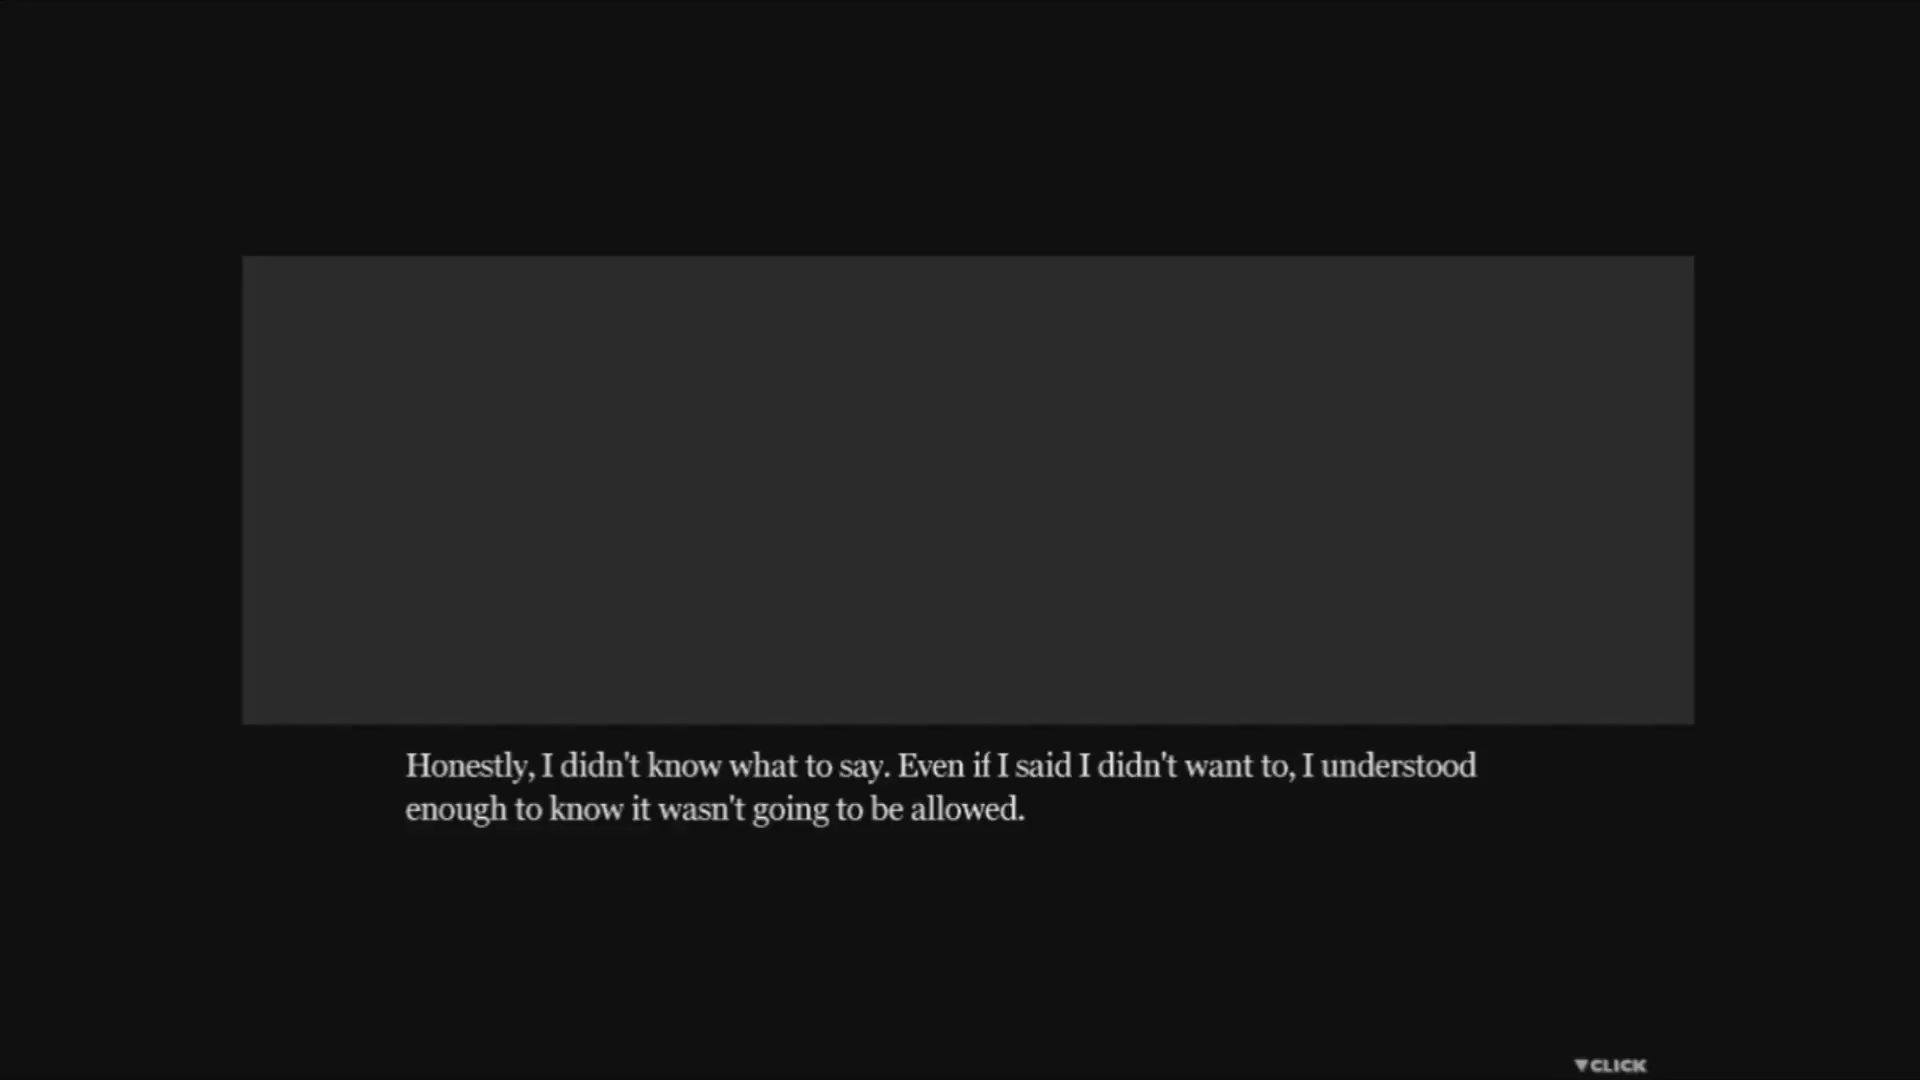 Honestly, I didn't know what to say. Even if I said I didn't want to, I understood
enough to know it wasn't going to be allowed.
▼CLICK